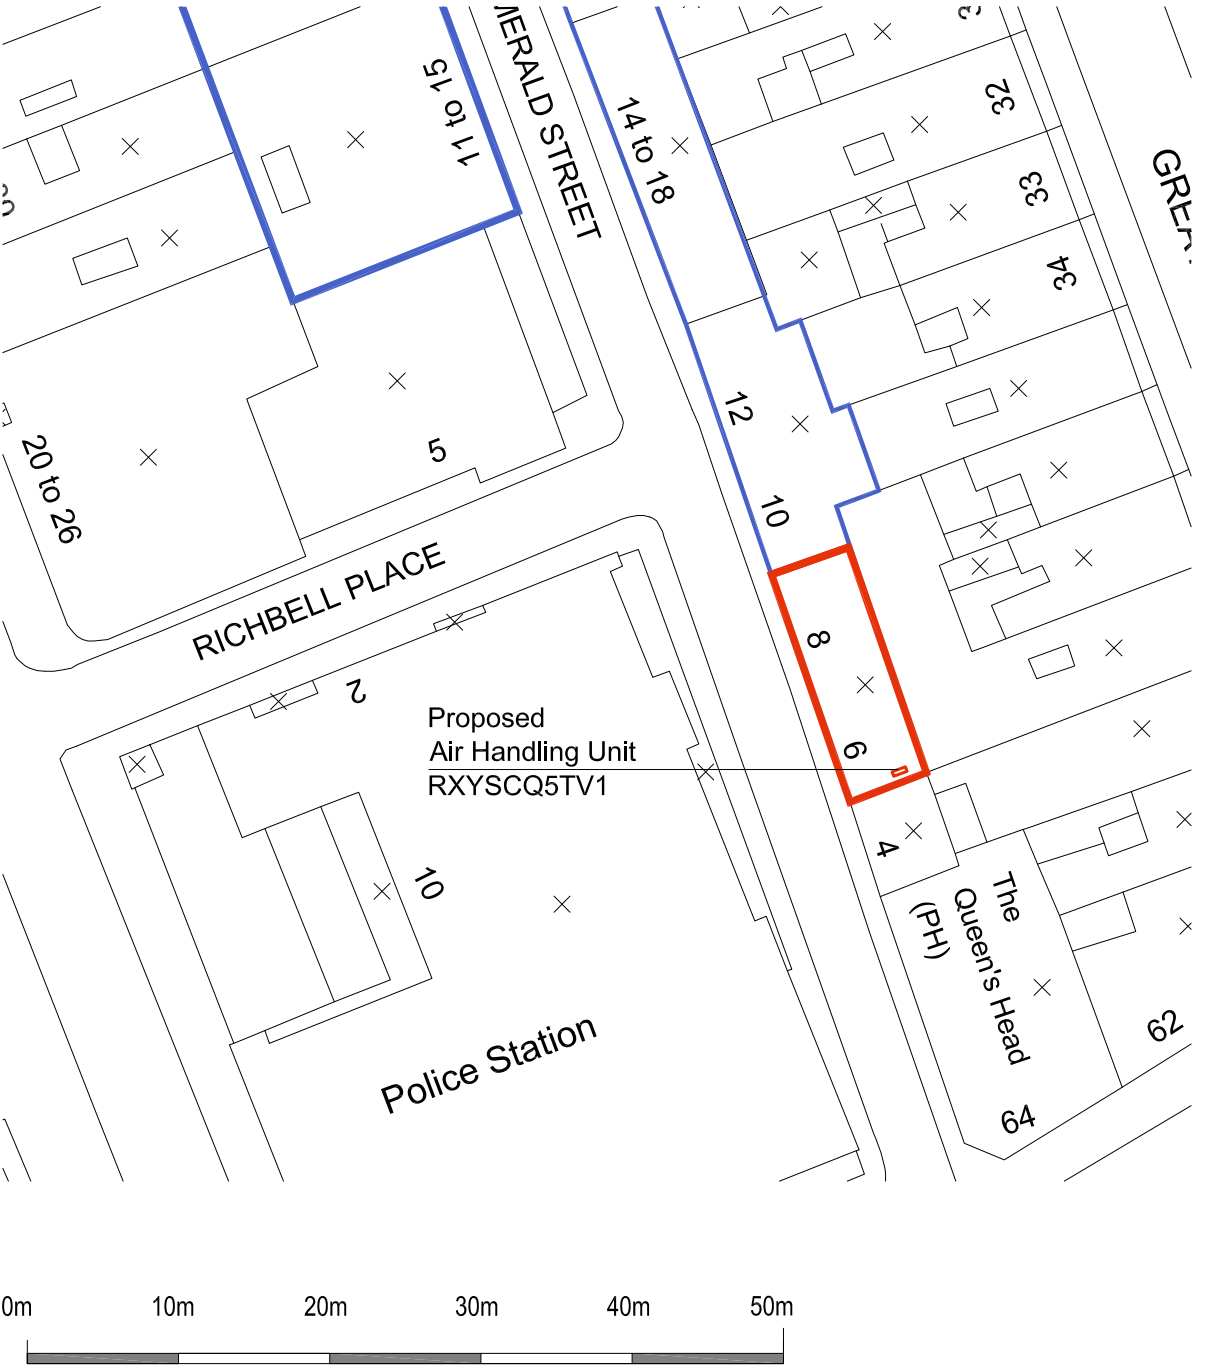 11 to 15
MERALD STREET
14 to 18
32
33
34
GREA
12
10
5
20 to 26
RICHBELL PLACE
2
8
6
Proposed
Air Handling Unit
RXYSCQ5TV1
4
10
The
Queen's Head
(PH)
Police Station
62
64
0m 10m 20m 30m 40m 50m